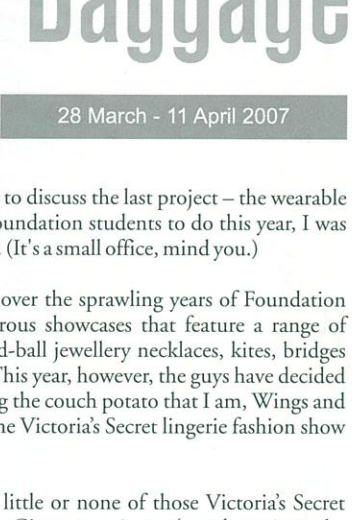 Baggage
28 March - 11 April 2007
to discuss the last project – the wearable
oundation students to do this year, I was
. (It's a small office, mind you.)
over the sprawling years of Foundation
rous showcases that feature a range of
d-ball jewellery necklaces, kites, bridges
This year, however, the guys have decided
g the couch potato that I am, Wings and
he Victoria's Secret lingerie fashion show
little or none of those Victoria's Secret